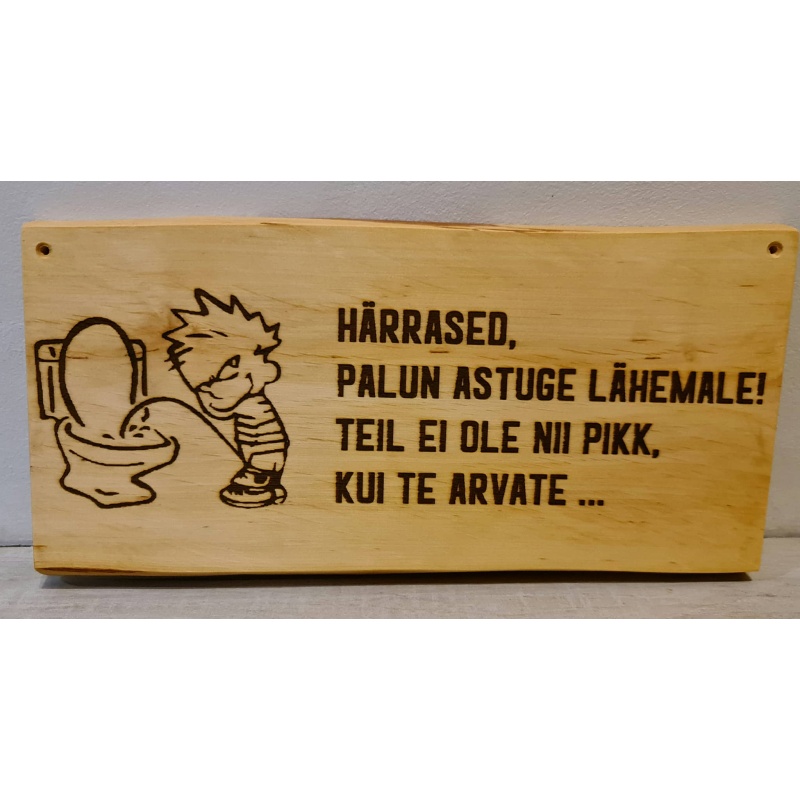 HÄRRASED,
PALUN ASTUGE LÄHEMALE!
TEIL EI OLE NII PIKK,
KUI TE ARVATE ...